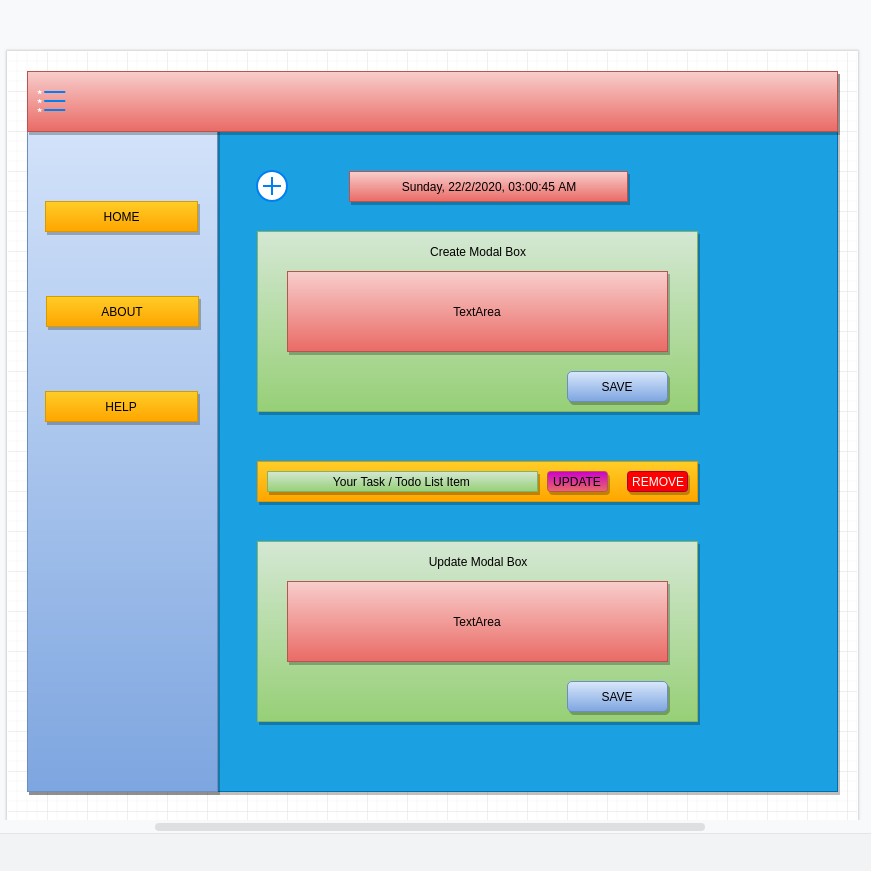 Sunday, 22/2/2020, 03:00:45 AM
HOME
Create Modal Box
ABOUT
TextArea
SAVE
HELP
Your Task / Todo List Item
UPDATE
REMOVE
Update Modal Box
TextArea
SAVE